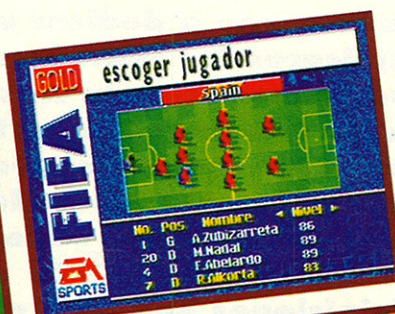 GOLD
escoger jugador
Spain
FIFA
No. Pos. Nombre ◄ Nivel ►
1 G A.Zubizarreta 86
20 D M.Nadal 89
4 D F.Abelardo 89
7 D R.Alkorta 83
EA
SPORTS